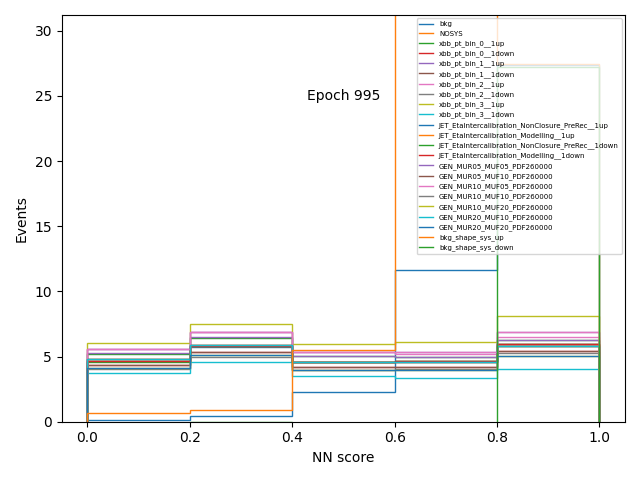 30
25
20
15
10
5
0
Events
Epoch 995
bkg
NOSYS
xbb_pt_bin_0__1up
xbb_pt_bin_0__1down
xbb_pt_bin_1__1up
xbb_pt_bin_1__1down
xbb_pt_bin_2__1up
xbb_pt_bin_2__1down
xbb_pt_bin_3__1up
xbb_pt_bin_3__1down
JET_EtaIntercalibration_NonClosure_PreRec__1up
JET_EtaIntercalibration_Modelling__1up
JET_EtaIntercalibration_NonClosure_PreRec__1down
JET_EtaIntercalibration_Modelling__1down
GEN_MUR05_MUF05_PDF260000
GEN_MUR05_MUF10_PDF260000
GEN_MUR10_MUF05_PDF260000
GEN_MUR10_MUF10_PDF260000
GEN_MUR10_MUF20_PDF260000
GEN_MUR20_MUF10_PDF260000
GEN_MUR20_MUF20_PDF260000
bkg_shape_sys_up
bkg_shape_sys_down
0.0 0.2 0.4 0.6 0.8 1.0
NN score